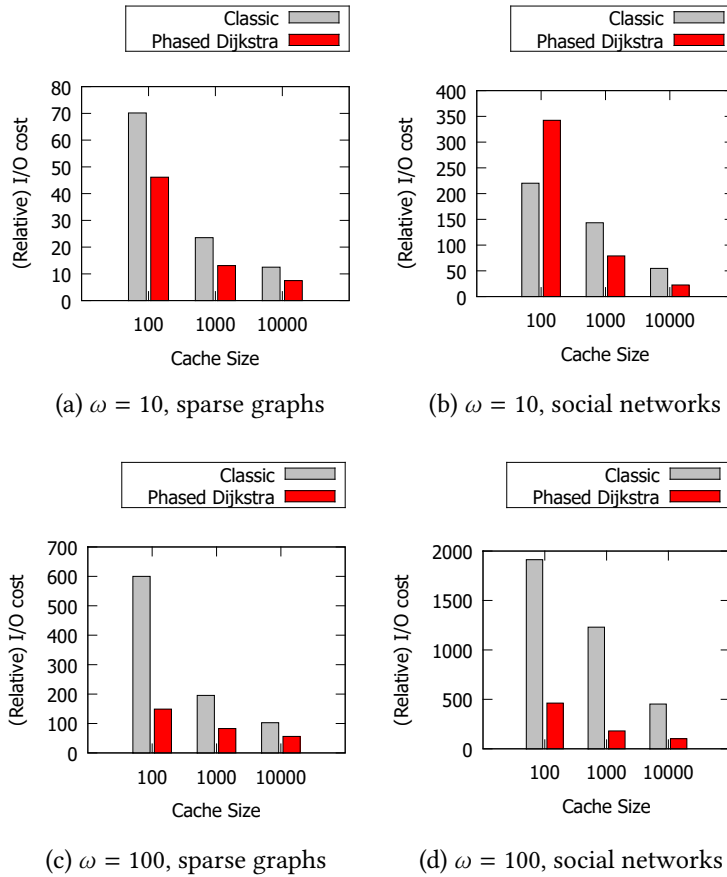 Classic
Phased Dijkstra
(Relative) I/O cost
80
70
60
50
40
30
20
10
0
100 1000 10000
Cache Size
(a) ω = 10, sparse graphs
Classic
Phased Dijkstra
(Relative) I/O cost
400
350
300
250
200
150
100
50
0
100 1000 10000
Cache Size
(b) ω = 10, social networks
Classic
Phased Dijkstra
(Relative) I/O cost
700
600
500
400
300
200
100
0
100 1000 10000
Cache Size
(c) ω = 100, sparse graphs
Classic
Phased Dijkstra
(Relative) I/O cost
2000
1500
1000
500
0
100 1000 10000
Cache Size
(d) ω = 100, social networks